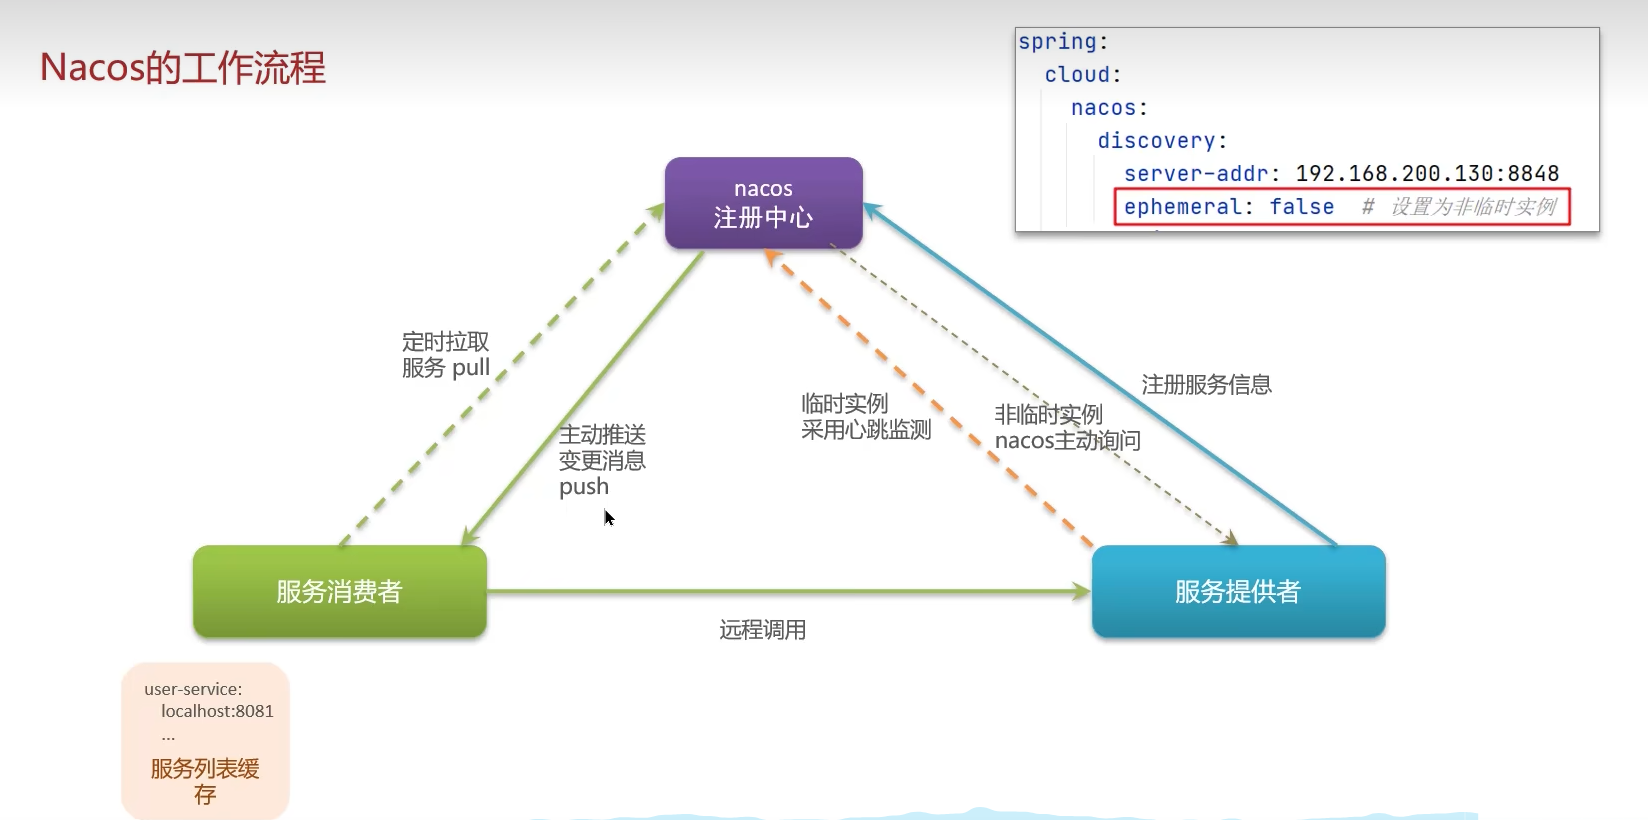 Nacos的工作流程
spring:
cloud:
nacos:
discovery:
server-addr: 192.168.200.130:8848
ephemeral: false # 设置为非临时实例
nacos
注册中心
定时拉取
服务 pull
主动推送
变更消息
push
临时实例
采用心跳监测
非临时实例
nacos主动询问
注册服务信息
服务消费者
远程调用
服务提供者
user-service:
localhost:8081
...
服务列表缓
存